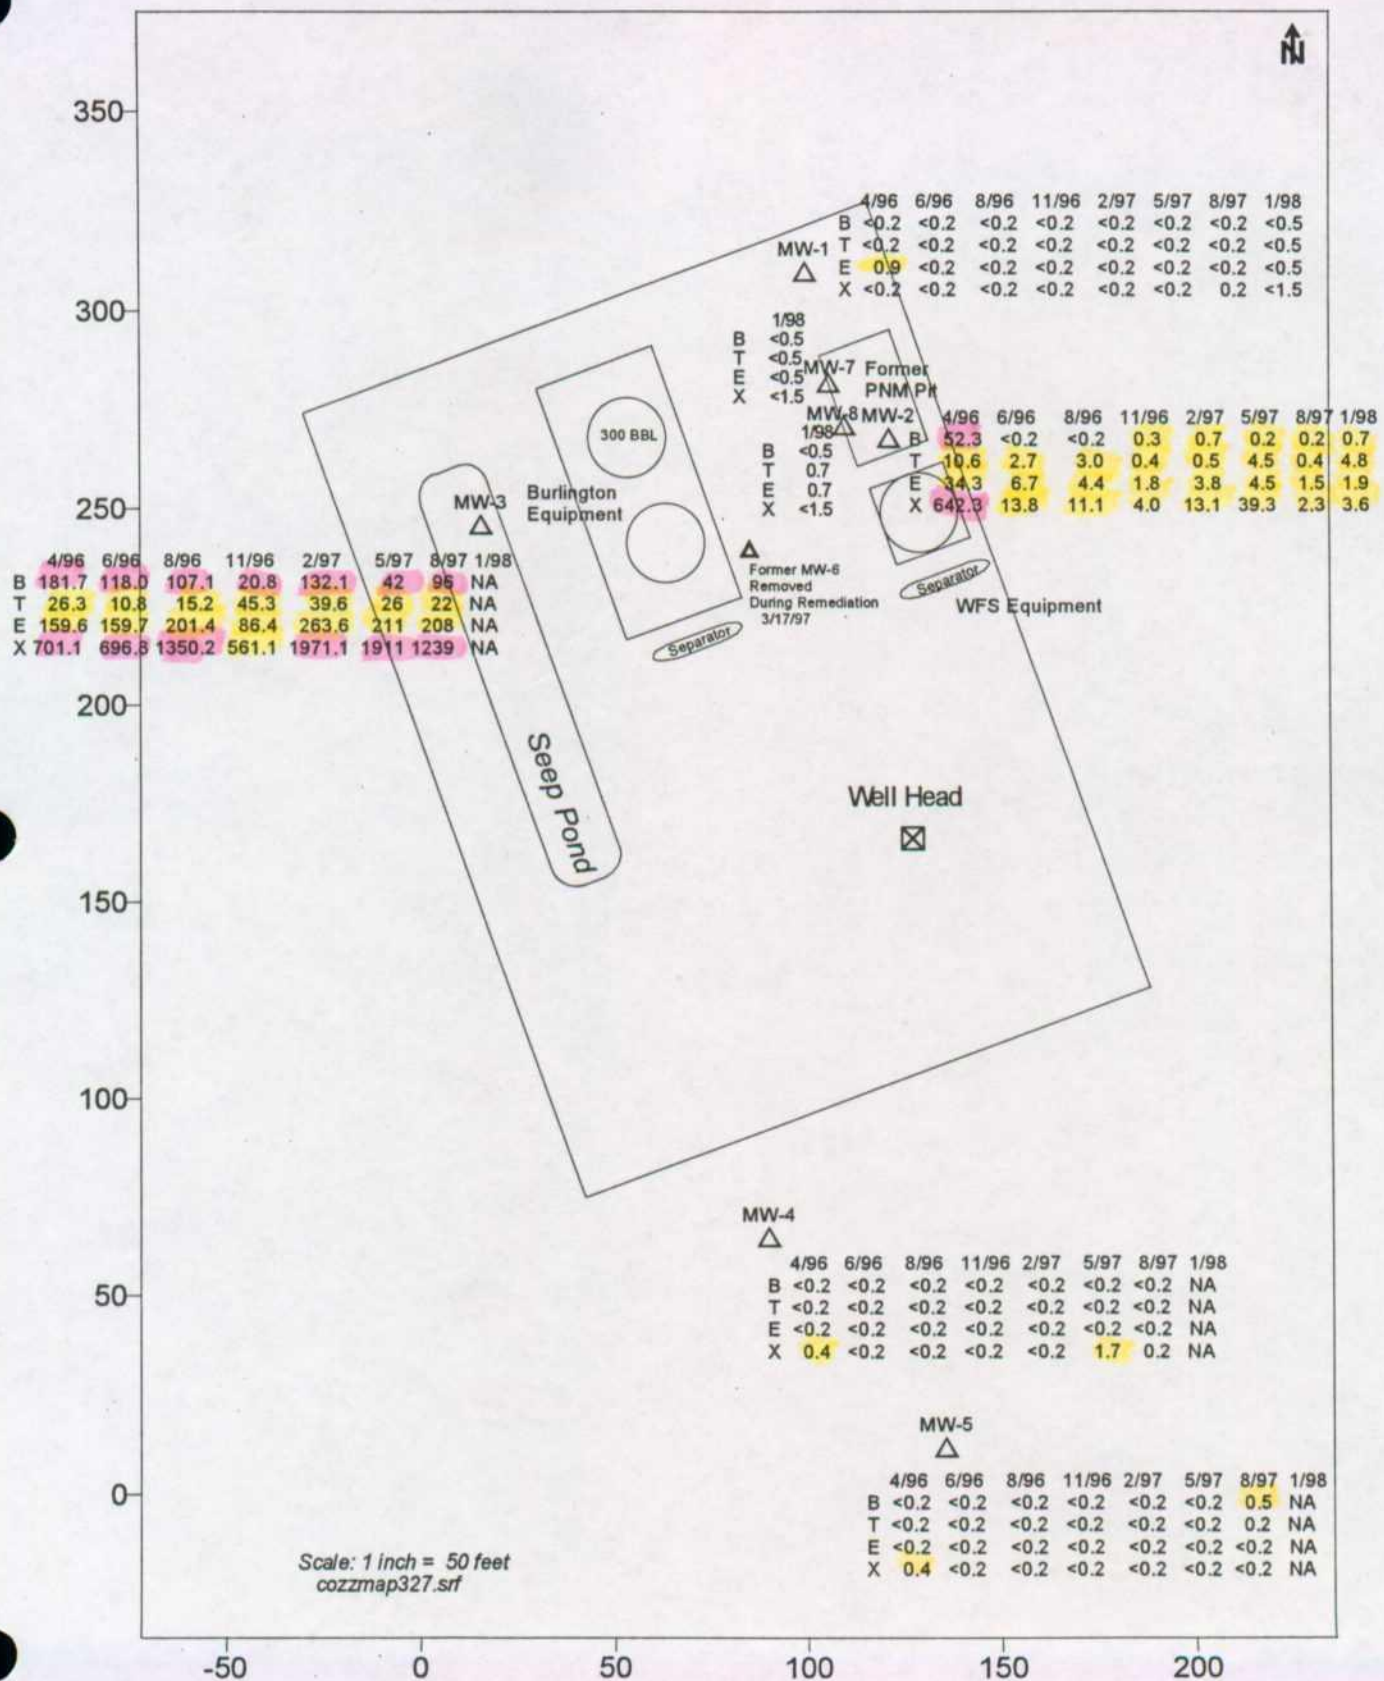 N
350
300
250
200
150
100
50
0
-50 0 50 100 150 200
MW-1
4/96 6/96 8/96 11/96 2/97 5/97 8/97 1/98
B <0.2 <0.2 <0.2 <0.2 <0.2 <0.2 <0.2 <0.5
T <0.2 <0.2 <0.2 <0.2 <0.2 <0.2 <0.2 <0.5
E 0.9 <0.2 <0.2 <0.2 <0.2 <0.2 <0.2 <0.5
X <0.2 <0.2 <0.2 <0.2 <0.2 <0.2 0.2 <1.5
1/98
B <0.5
T <0.5
E <0.5
X <1.5
MW-7
Former
PNM Pit
MW-8
1/98
B <0.5
T 0.7
E 0.7
X <1.5
MW-2
4/96 6/96 8/96 11/96 2/97 5/97 8/97 1/98
B 52.3 <0.2 <0.2 0.3 0.7 0.2 0.2 0.7
T 10.6 2.7 3.0 0.4 0.5 4.5 0.4 4.8
E 34.3 6.7 4.4 1.8 3.8 4.5 1.5 1.9
X 642.3 13.8 11.1 4.0 13.1 39.3 2.3 3.6
300 BBL
Burlington
Equipment
MW-3
4/96 6/96 8/96 11/96 2/97 5/97 8/97 1/98
B 181.7 118.0 107.1 20.8 132.1 42 96 NA
T 26.3 10.8 15.2 45.3 39.6 26 22 NA
E 159.6 159.7 201.4 86.4 263.6 211 208 NA
X 701.1 696.8 1350.2 561.1 1971.1 1911 1239 NA
Former MW-6
Removed
During Remediation
3/17/97
Separator
WFS Equipment
Separator
Seep Pond
Well Head
MW-4
4/96 6/96 8/96 11/96 2/97 5/97 8/97 1/98
B <0.2 <0.2 <0.2 <0.2 <0.2 <0.2 <0.2 NA
T <0.2 <0.2 <0.2 <0.2 <0.2 <0.2 <0.2 NA
E <0.2 <0.2 <0.2 <0.2 <0.2 <0.2 <0.2 NA
X 0.4 <0.2 <0.2 <0.2 <0.2 1.7 0.2 NA
MW-5
4/96 6/96 8/96 11/96 2/97 5/97 8/97 1/98
B <0.2 <0.2 <0.2 <0.2 <0.2 <0.2 0.5 NA
T <0.2 <0.2 <0.2 <0.2 <0.2 <0.2 0.2 NA
E <0.2 <0.2 <0.2 <0.2 <0.2 <0.2 <0.2 NA
X 0.4 <0.2 <0.2 <0.2 <0.2 <0.2 <0.2 NA
Scale: 1 inch = 50 feet
cozzmap327.srf